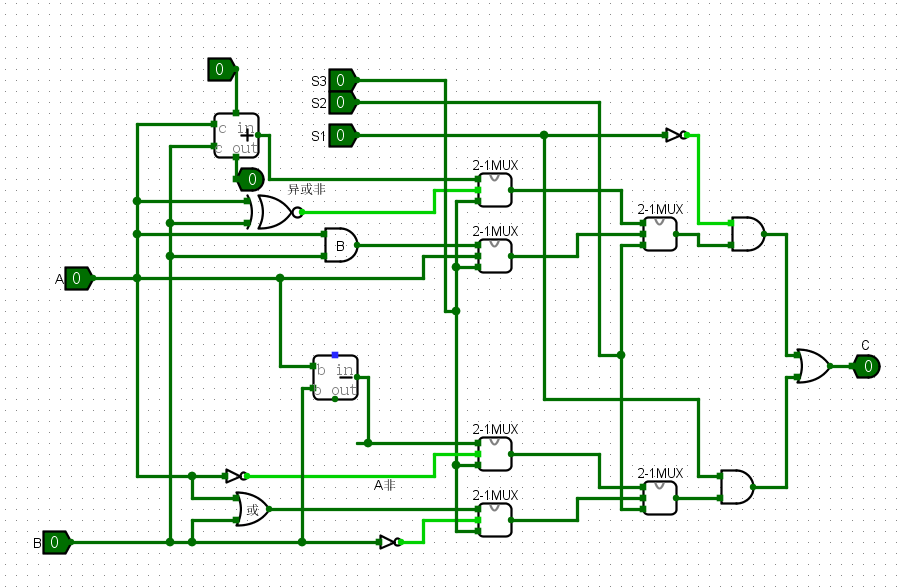 0
S3 0
S2 0
S1 0
c in
+
c out
0
异或非
2-1MUX
2-1MUX
2-1MUX
B
A 0
C
0
b in
b out
2-1MUX
2-1MUX
A非
2-1MUX
或
B 0